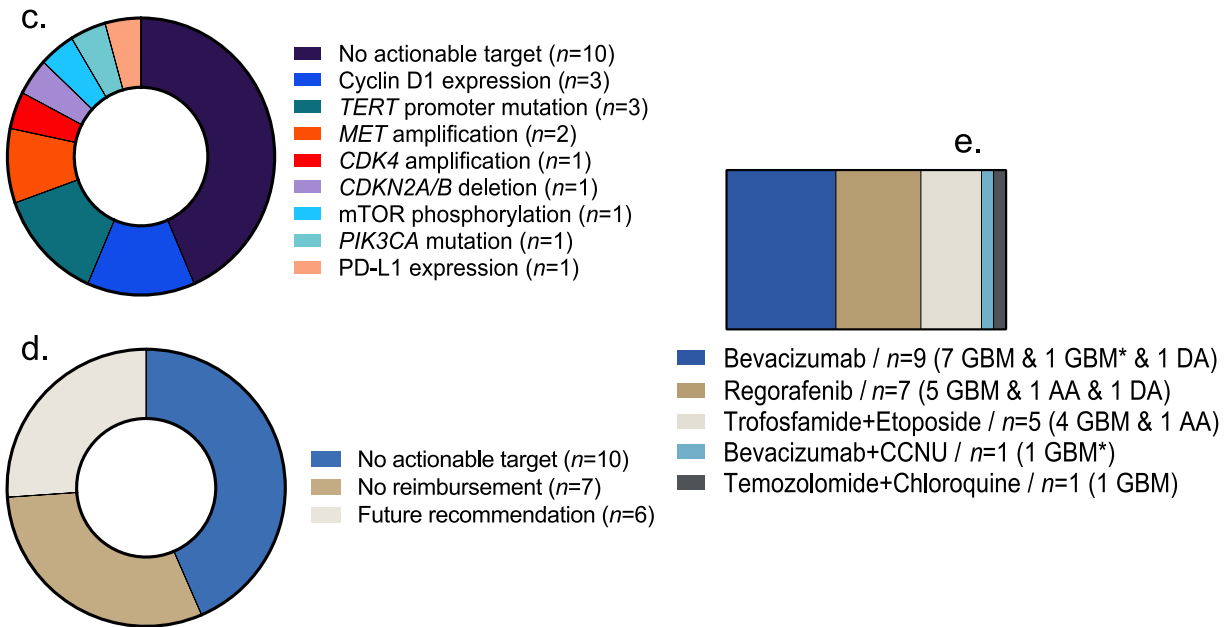 c.
No actionable target (n=10)
Cyclin D1 expression (n=3)
TERT promoter mutation (n=3)
MET amplification (n=2)
CDK4 amplification (n=1)
CDKN2A/B deletion (n=1)
mTOR phosphorylation (n=1)
PIK3CA mutation (n=1)
PD-L1 expression (n=1)
d.
No actionable target (n=10)
No reimbursement (n=7)
Future recommendation (n=6)
e.
Bevacizumab / n=9 (7 GBM & 1 GBM* & 1 DA)
Regorafenib / n=7 (5 GBM & 1 AA & 1 DA)
Trofosfamide+Etoposide / n=5 (4 GBM & 1 AA)
Bevacizumab+CCNU / n=1 (1 GBM*)
Temozolomide+Chloroquine / n=1 (1 GBM)